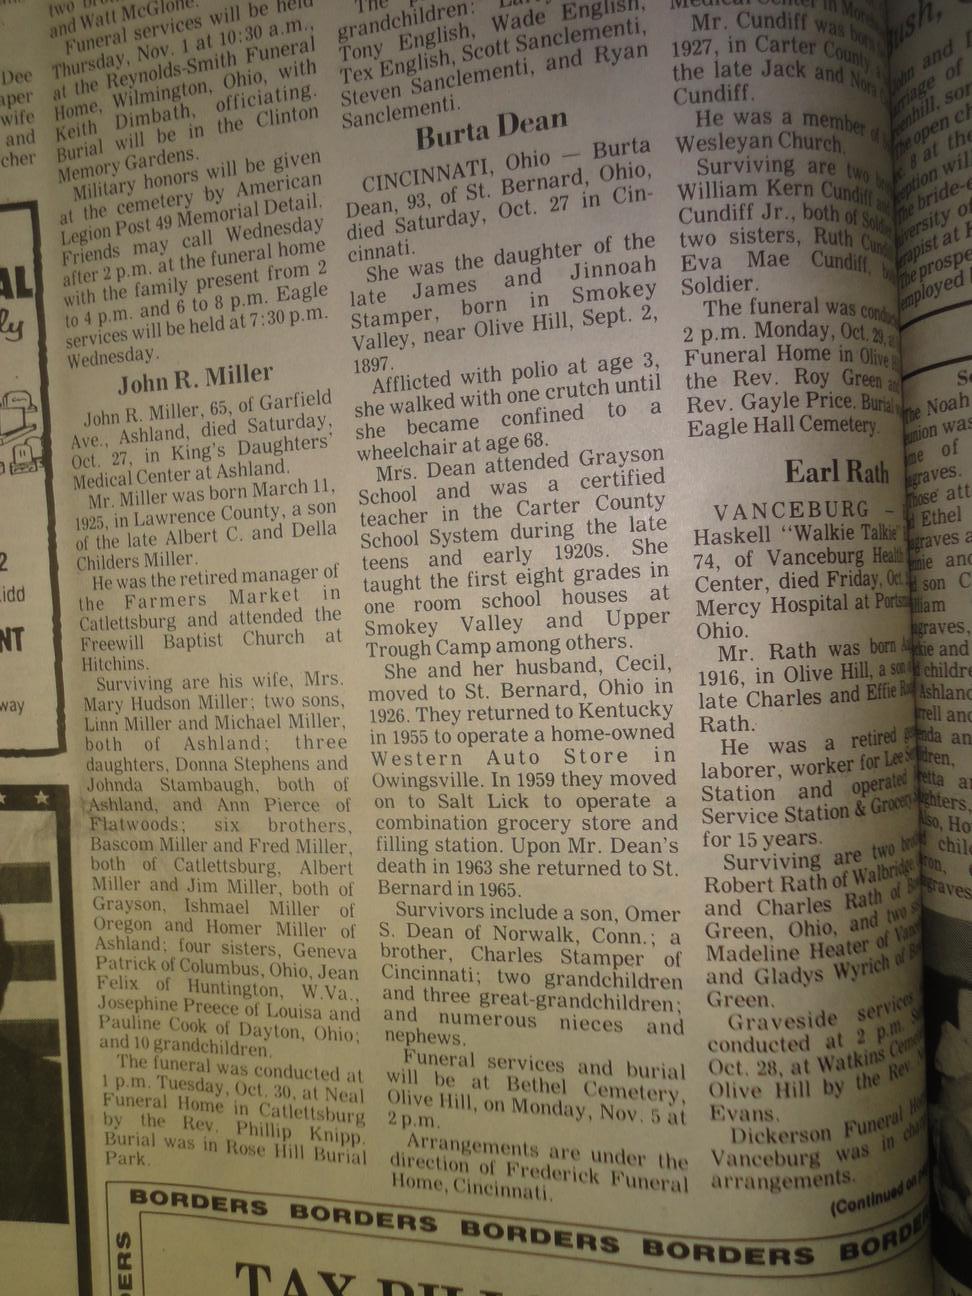 and Watt McGlone.
Funeral services will be held
Thursday, Nov. 1 at 10:30 a.m.,
at the Reynolds-Smith Funeral
Home, Wilmington, Ohio, with
Keith Dimbath, officiating.
Burial will be in the Clinton
Memory Gardens.
Military honors will be given
at the cemetery by American
Legion Post 49 Memorial Detail.
Friends may call Wednesday
after 2 p.m. at the funeral home
with the family present from 2
to 4 p.m. and 6 to 8 p.m. Eagle
services will be held at 7:30 p.m.
Wednesday.
John R. Miller
John R. Miller, 65, of Garfield
Ave., Ashland, died Saturday,
Oct. 27, in King's Daughters'
Medical Center at Ashland.
Mr. Miller was born March 11,
1925, in Lawrence County, a son
of the late Albert C. and Della
Childers Miller.
He was the retired manager of
the Farmers Market in
Catlettsburg and attended the
Freewill Baptist Church at
Hitchins.
Surviving are his wife, Mrs.
Mary Hudson Miller; two sons,
Linn Miller and Michael Miller,
both of Ashland; three
daughters, Donna Stephens and
Johnda Stambaugh, both of
Ashland, and Ann Pierce of
Flatwoods; six brothers,
Bascom Miller and Fred Miller,
both of Catlettsburg, Albert
Miller and Jim Miller, both of
Grayson, Ishmael Miller of
Oregon and Homer Miller of
Ashland; four sisters, Geneva
Patrick of Columbus, Ohio, Jean
Felix of Huntington, W.Va.,
Josephine Preece of Louisa and
Pauline Cook of Dayton, Ohio;
and 10 grandchildren.
The funeral was conducted at
1 p.m. Tuesday, Oct. 30, at Neal
Funeral Home in Catlettsburg
by the Rev. Phillip Knipp.
Burial was in Rose Hill Burial
Park.
grandchildren:
Tony English, Wade English,
Tex English, Scott Sanclementi,
Steven Sanclementi, and Ryan
Sanclementi.
Burta Dean
CINCINNATI, Ohio — Burta
Dean, 93, of St. Bernard, Ohio,
died Saturday, Oct. 27 in Cin-
cinnati.
She was the daughter of the
late James and Jinnoah
Stamper, born in Smokey
Valley, near Olive Hill, Sept. 2,
1897.
Afflicted with polio at age 3,
she walked with one crutch until
she became confined to a
wheelchair at age 68.
Mrs. Dean attended Grayson
School and was a certified
teacher in the Carter County
School System during the late
teens and early 1920s. She
taught the first eight grades in
one room school houses at
Smokey Valley and Upper
Trough Camp among others.
She and her husband, Cecil,
moved to St. Bernard, Ohio in
1926. They returned to Kentucky
in 1955 to operate a home-owned
Western Auto Store in
Owingsville. In 1959 they moved
on to Salt Lick to operate a
combination grocery store and
filling station. Upon Mr. Dean's
death in 1963 she returned to St.
Bernard in 1965.
Survivors include a son, Omer
S. Dean of Norwalk, Conn.; a
brother, Charles Stamper of
Cincinnati; two grandchildren
and three great-grandchildren;
and numerous nieces and
nephews.
Funeral services and burial
will be at Bethel Cemetery,
Olive Hill, on Monday, Nov. 5 at
2 p.m.
Arrangements are under the
direction of Frederick Funeral
Home, Cincinnati.
Mr. Cundiff was born
1927, in Carter County,
the late Jack and Nora
Cundiff.
He was a member of
Wesleyan Church.
Surviving are two
William Kern Cundiff and
Cundiff Jr., both of
two sisters, Ruth
Eva Mae Cundiff,
Soldier.
The funeral was
2 p.m. Monday, Oct. 29,
Funeral Home in Olive
the Rev. Roy Green and
Rev. Gayle Price. Burial
Eagle Hall Cemetery.
Earl Rath
VANCEBURG –
Haskell "Walkie Talkie"
74, of Vanceburg Health
Center, died Friday, Oct.
Mercy Hospital at
Ohio.
Mr. Rath was born
1916, in Olive Hill, a son
late Charles and Effie
Rath.
He was a retired
laborer, worker for Lee
Station and operated
Service Station & Grocery
for 15 years.
Surviving are two
Robert Rath of Walbridge
and Charles Rath of
Green, Ohio, and two
Madeline Heater of
and Gladys Wyrich of
Green.
Graveside services
conducted at 2 p.m.
Oct. 28, at Watkins
Olive Hill by the Rev.
Evans.
Dickerson Funeral
Vanceburg was in
arrangements.
(Continued on
BORDERS BORDERS BORDERS BORDERS